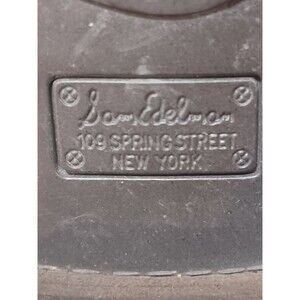 Sam Edelman
109 SPRING STREET
NEW YORK